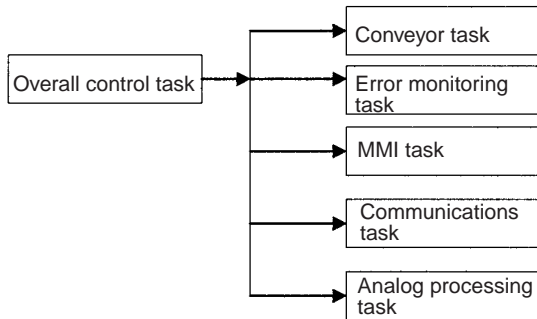 Conveyor task
Overall control task
Error monitoring
task
MMI task
Communications
task
Analog processing
task